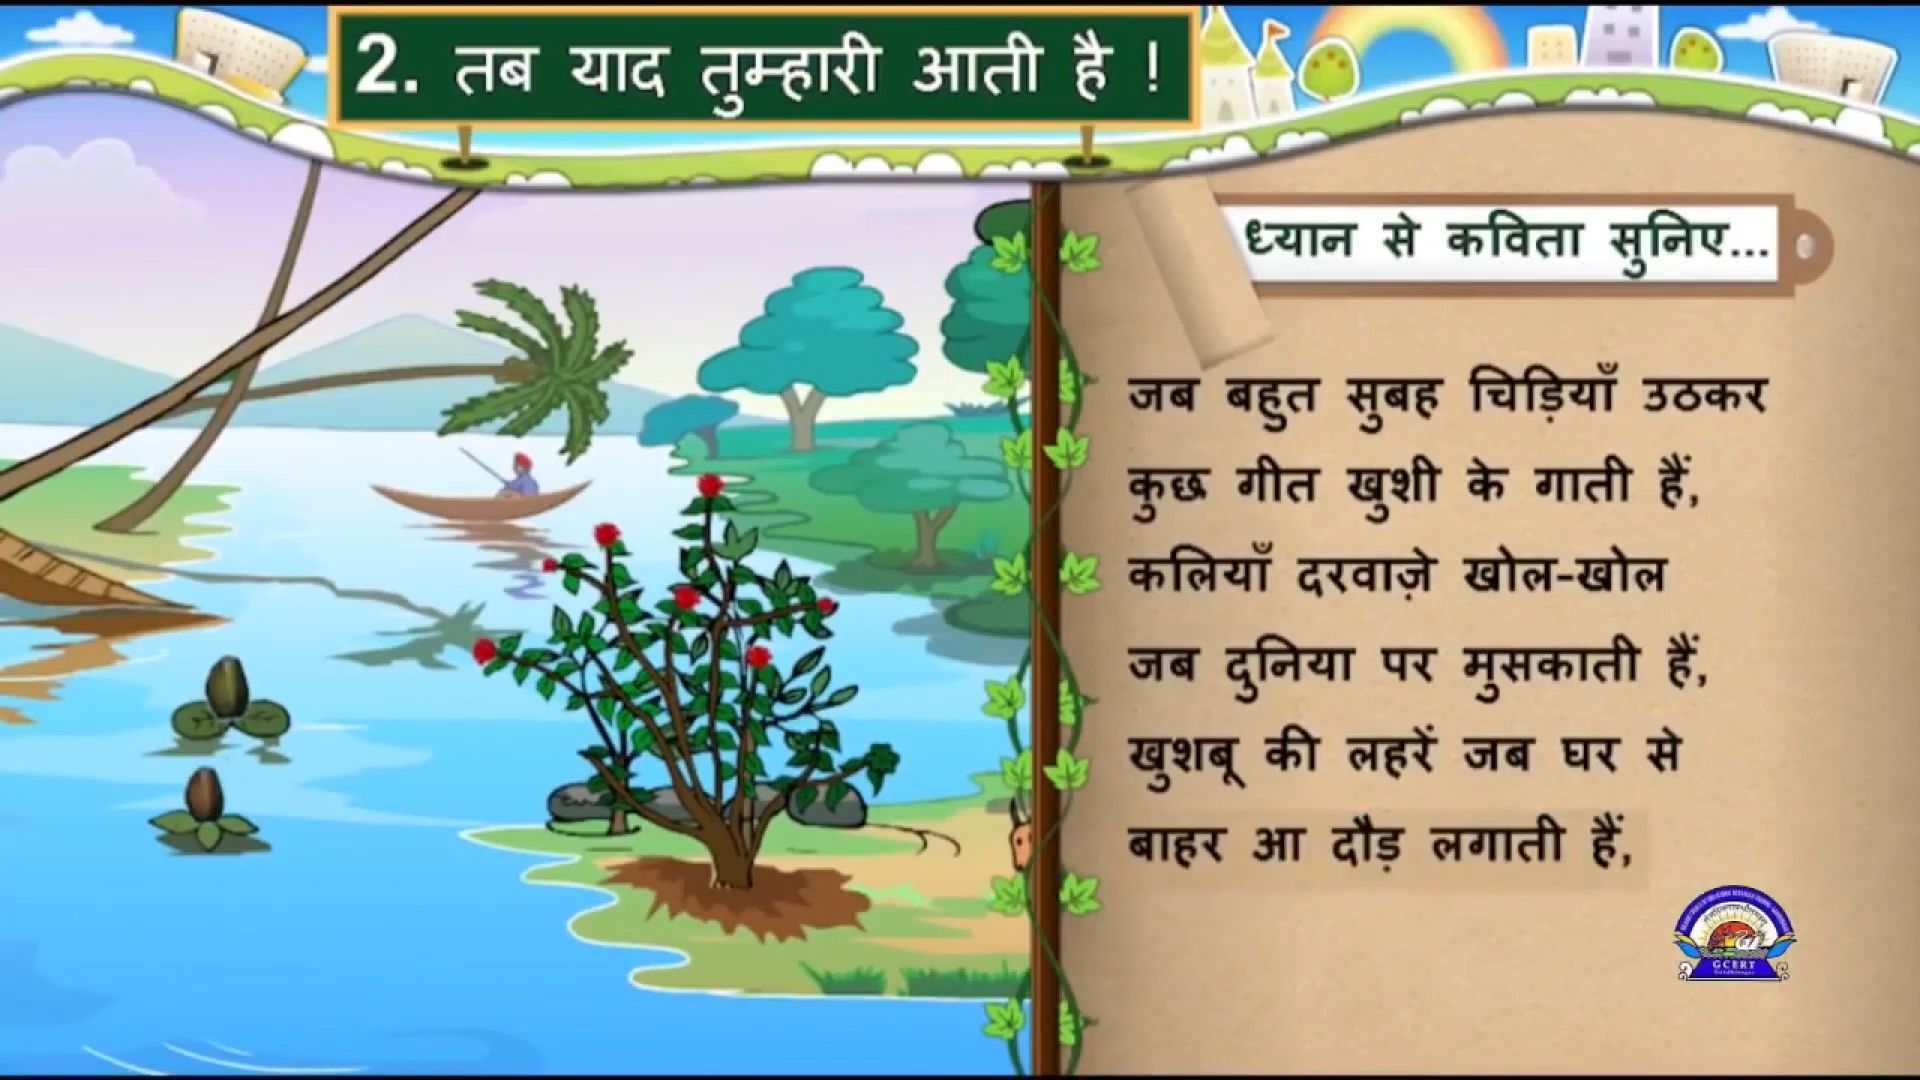 2. तब याद तुम्हारी आती है !
ध्यान से कविता सुनिए...
जब बहुत सुबह चिड़ियाँ उठकर
कुछ गीत खुशी के गाती हैं,
कलियाँ दरवाज़े खोल-खोल
जब दुनिया पर मुसकाती हैं,
खुशबू की लहरें जब घर से
बाहर आ दौड़ लगाती हैं,
GCERT